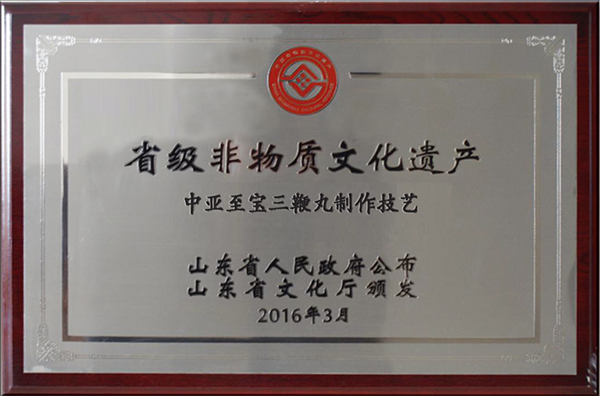 省级非物质文化遗产
中亚至宝三鞭丸制作技艺
山东省人民政府公布
山东省文化厅颁发
2016年3月